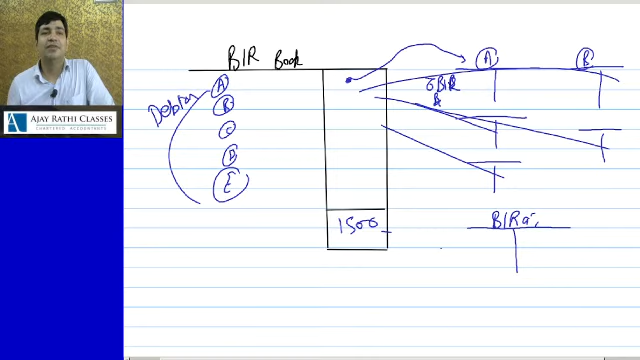 B/R Book
A
B
A
B
Debtors
C
D
E
AJAY RATHI CLASSES
CHARTERED ACCOUNTANTS
1500
B/R a/c